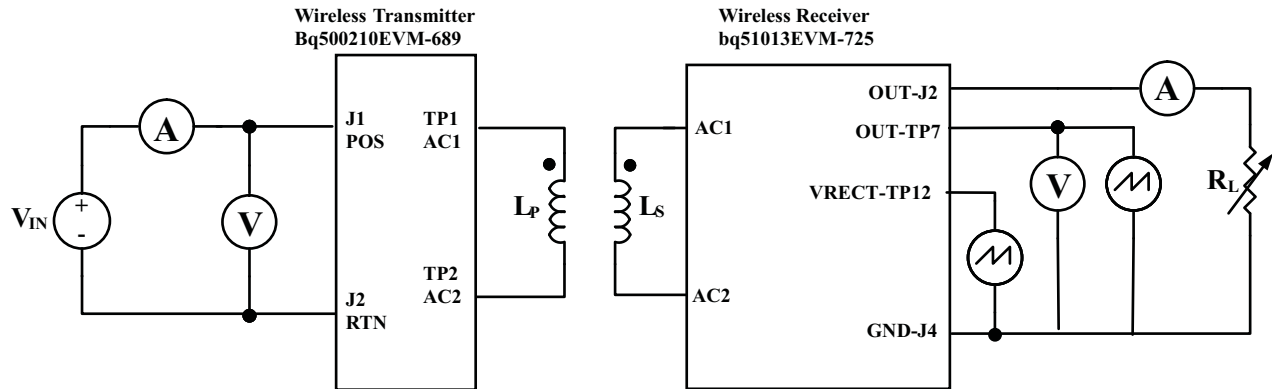 Wireless Transmitter
Bq500210EVM-689
Wireless Receiver
bq51013EVM-725
A
V
VIN
+
-
J1
POS
J2
RTN
TP1
AC1
TP2
AC2
LP
LS
AC1
AC2
OUT-J2
OUT-TP7
VRECT-TP12
GND-J4
A
V
RL